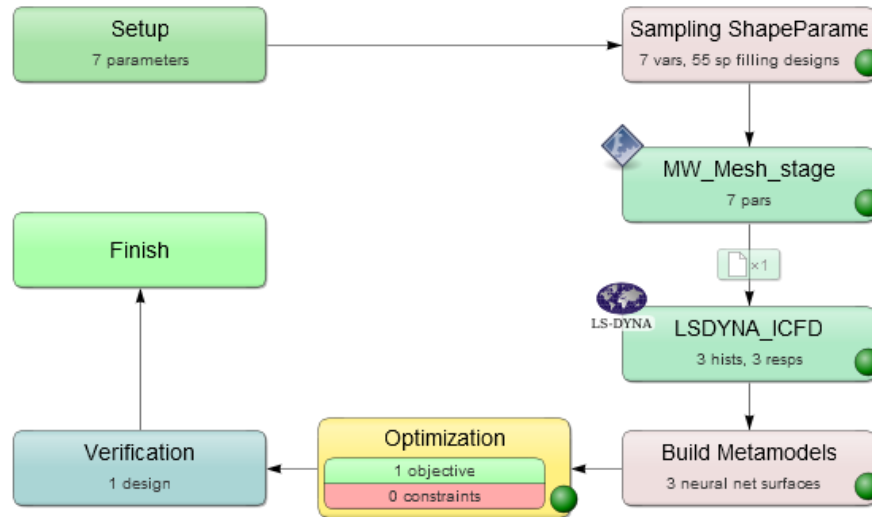 Setup
7 parameters
Sampling ShapeParame
7 vars, 55 sp filling designs
MW_Mesh_stage
7 pars
×1
LS-DYNA
LSDYNA_ICFD
3 hists, 3 resps
Build Metamodels
3 neural net surfaces
Optimization
1 objective
0 constraints
Verification
1 design
Finish